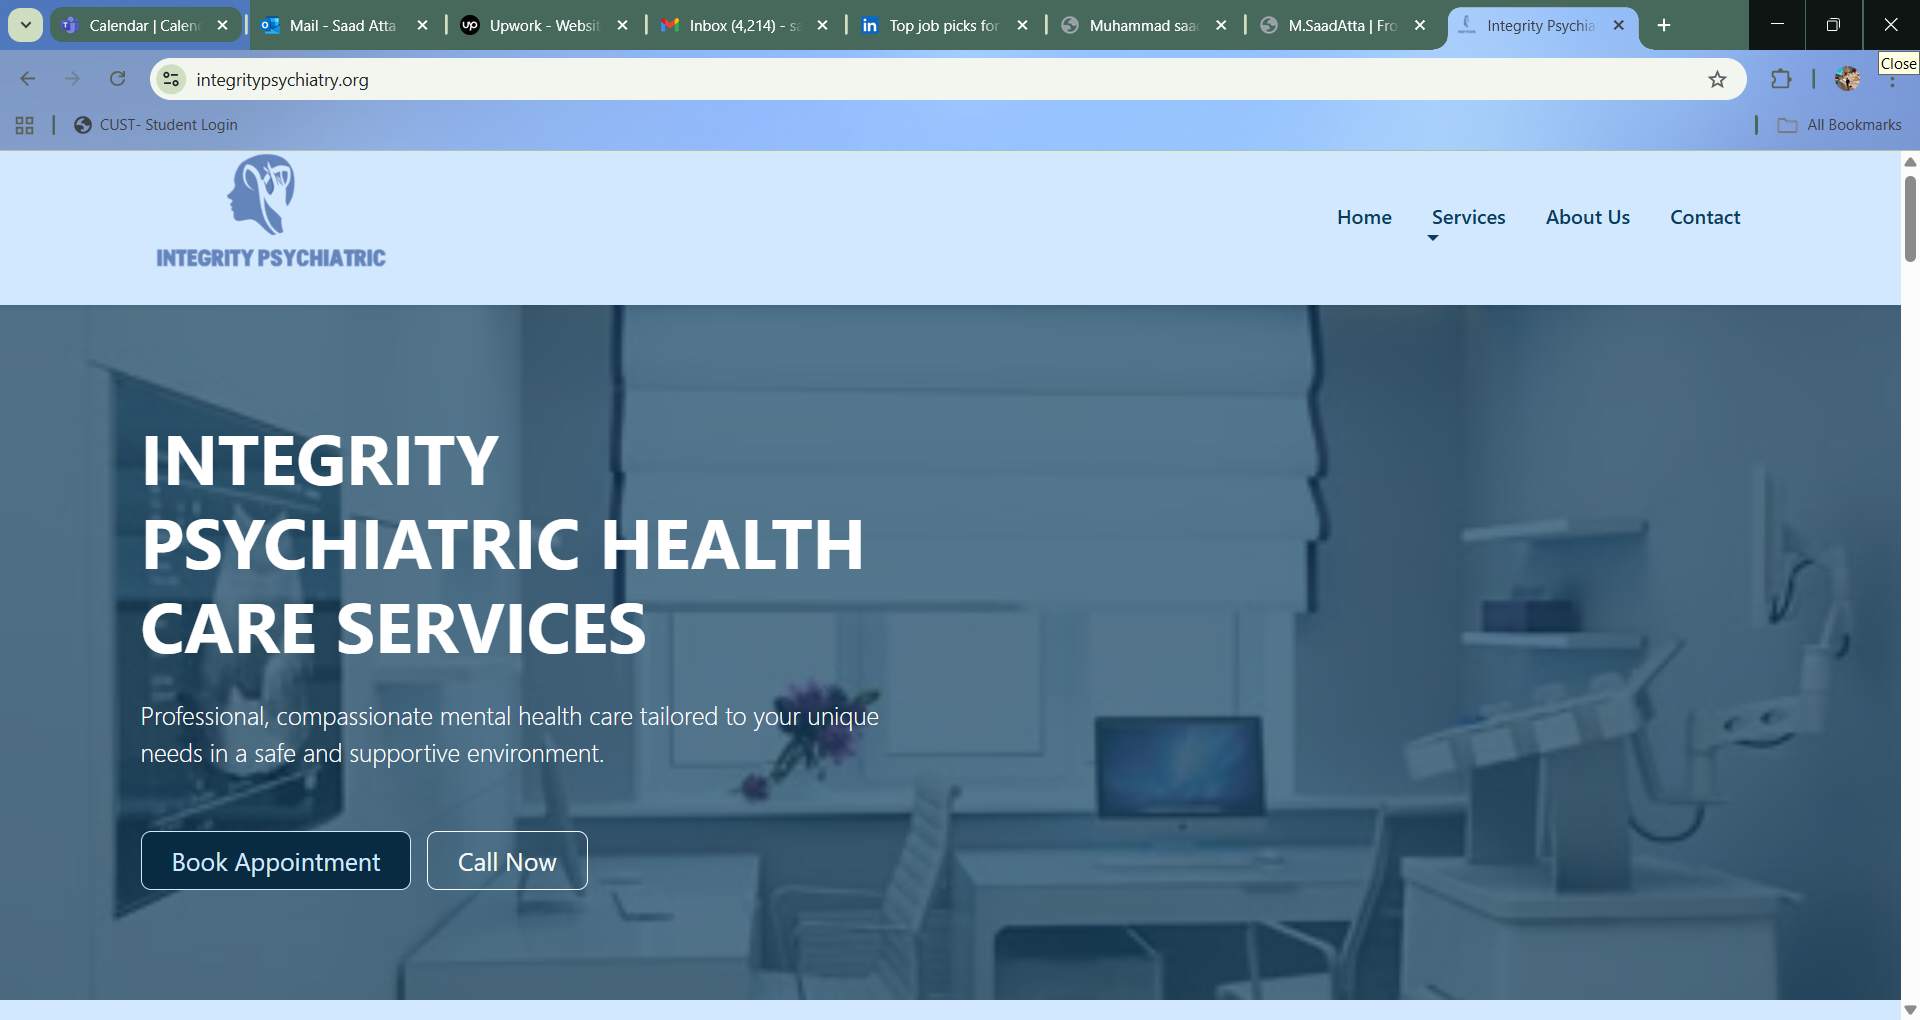 Calendar | Calen
Mail - Saad Atta
Upwork - Websit
Inbox (4,214) - sa
Top job picks for
Muhammad saac
M.SaadAtta | Fro
Integrity Psychia
integritypsychiatry.org
Close
CUST- Student Login
All Bookmarks
INTEGRITY PSYCHIATRIC
Home
Services
About Us
Contact
INTEGRITY
PSYCHIATRIC HEALTH
CARE SERVICES
Professional, compassionate mental health care tailored to your unique
needs in a safe and supportive environment.
Book Appointment
Call Now